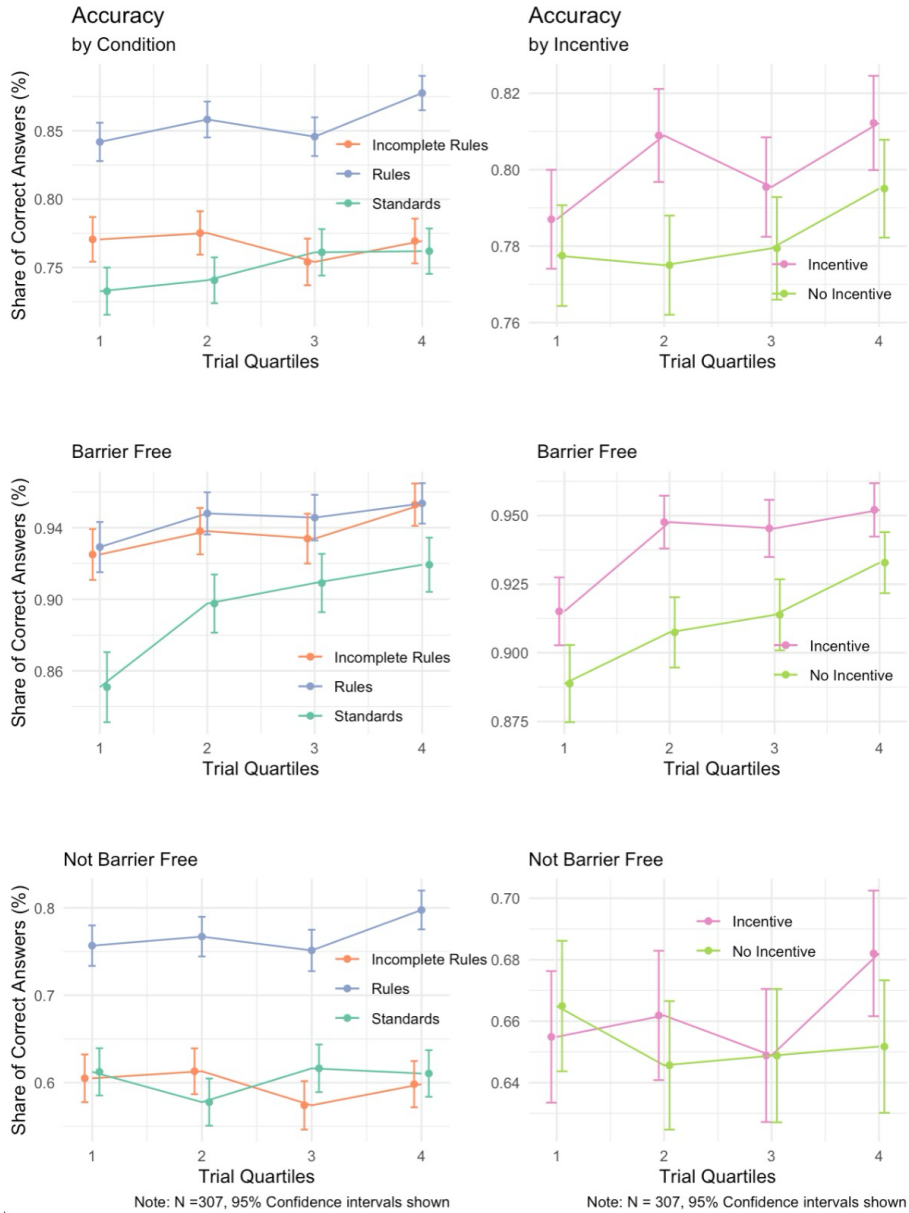 Accuracy
by Condition
Share of Correct Answers (%)
0.85
0.80
0.75
Incomplete Rules
Rules
Standards
1 2 3 4
Trial Quartiles
Accuracy
by Incentive
0.82
0.80
0.78
0.76
Incentive
No Incentive
1 2 3 4
Trial Quartiles
Barrier Free
Share of Correct Answers (%)
0.94
0.90
0.86
Incomplete Rules
Rules
Standards
1 2 3 4
Trial Quartiles
Barrier Free
0.950
0.925
0.900
0.875
Incentive
No Incentive
1 2 3 4
Trial Quartiles
Not Barrier Free
Share of Correct Answers (%)
0.8
0.7
0.6
Incomplete Rules
Rules
Standards
1 2 3 4
Trial Quartiles
Note: N =307, 95% Confidence intervals shown
Not Barrier Free
0.70
0.68
0.66
0.64
Incentive
No Incentive
1 2 3 4
Trial Quartiles
Note: N = 307, 95% Confidence intervals shown